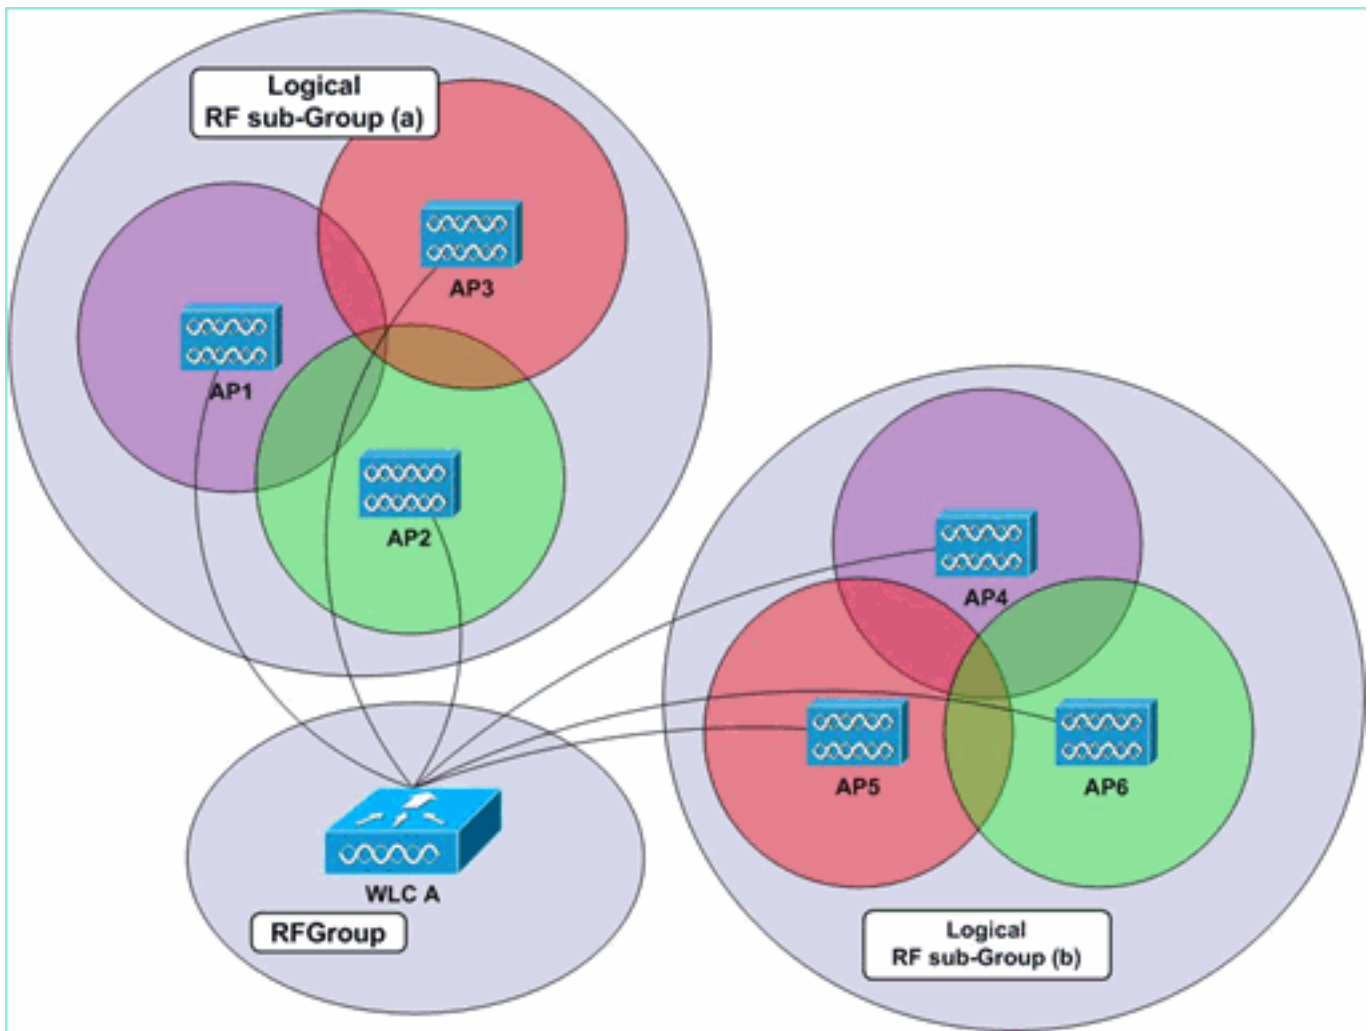 Logical
RF sub-Group (a)
AP3
AP1
AP2
AP4
AP5
AP6
WLC A
RFGroup
Logical
RF sub-Group (b)